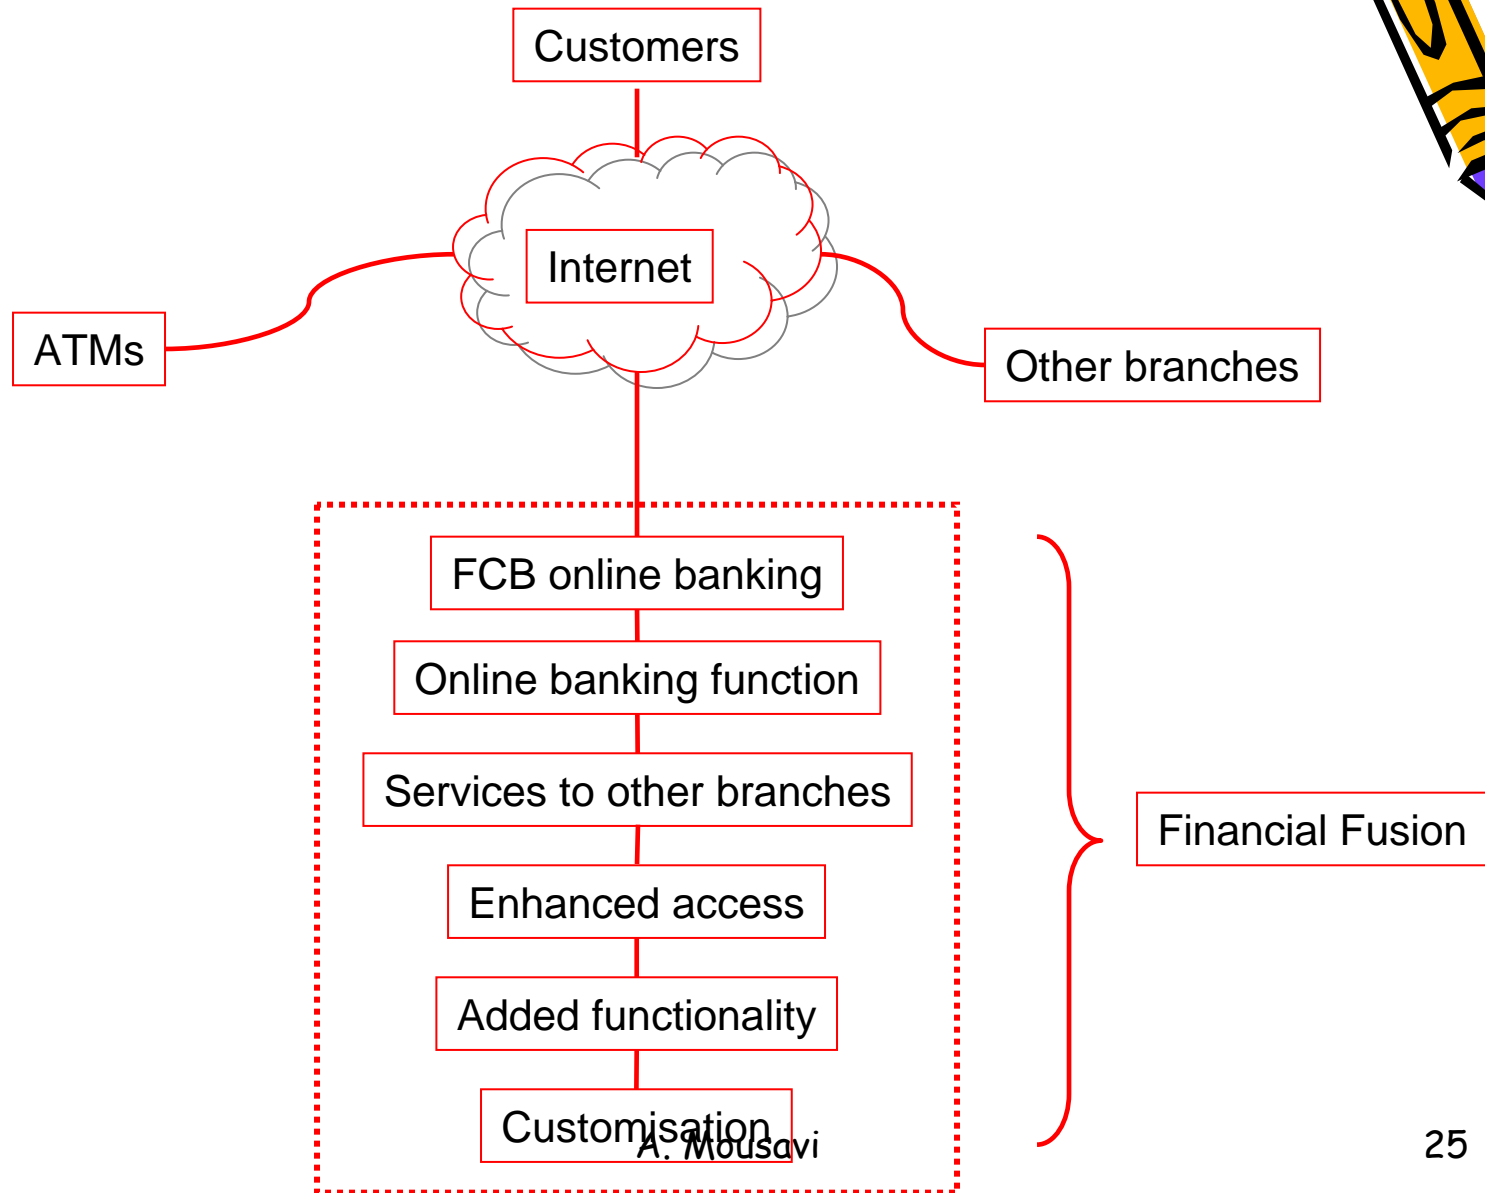 Customers
Internet
ATMs
Other branches
FCB online banking
Online banking function
Services to other branches
Financial Fusion
Enhanced access
Added functionality
Customisation
A. Mousavi
25